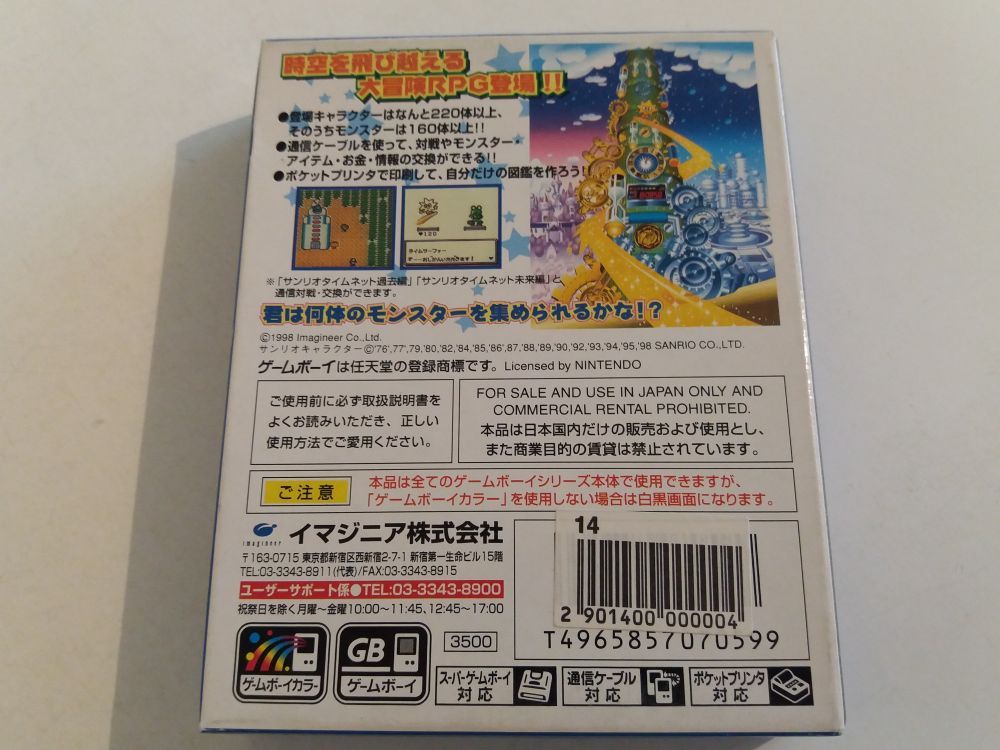 時空を飛び越える
大冒険RPG登場!!
●登場キャラクターはなんと220体以上、
そのうちモンスターは160体以上!!
●通信ケーブルを使って、対戦やモンスター・
アイテム・お金・情報の交換ができる!!
●ポケットプリンタで印刷して、自分だけの図鑑を作ろう!
♥120
タイムサーファー
※「サンリオタイムネット過去編」「サンリオタイムネット未来編」と
通信対戦・交換ができます。
君は何体のモンスターを集められるかな!?
©1998 Imagineer Co.,Ltd.
サンリオキャラクター©'76','77','79,'80,'82,'84,'85,'86','87,'88,'89,'90,'92,'93,'94,'95,'98 SANRIO CO.,LTD.
ゲームボーイは任天堂の登録商標です。Licensed by NINTENDO
ご使用前に必ず取扱説明書を
よくお読みいただき、正しい
使用方法でご愛用ください。
FOR SALE AND USE IN JAPAN ONLY AND
COMMERCIAL RENTAL PROHIBITED.
本品は日本国内だけの販売および使用とし、
また商業目的の賃貸は禁止されています。
ご注意
本品は全てのゲームボーイシリーズ本体で使用できますが、
「ゲームボーイカラー」を使用しない場合は白黒画面になります。
imagineer
イマジニア株式会社
〒163-0715 東京都新宿区西新宿2-7-1 新宿第一生命ビル15階
TEL:03-3343-8911(代表)/FAX:03-3343-8915
ユーザーサポート係●TEL:03-3343-8900
祝祭日を除く月曜〜金曜10:00〜11:45, 12:45〜17:00
14
2 901400 000004
T4965857070599
ゲームボーイカラー
GB
ゲームボーイ
3500
スーパーゲームボーイ
対応
通信ケーブル
対応
ポケットプリンタ
対応